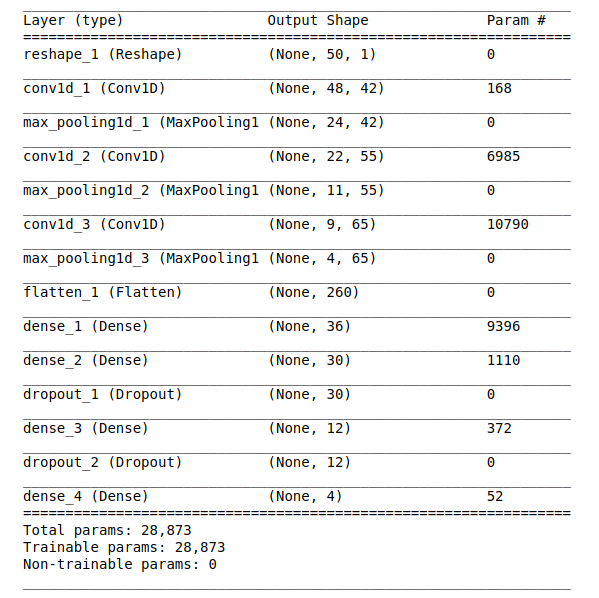 Layer (type) Output Shape Param #
=================================================================
reshape_1 (Reshape) (None, 50, 1) 0
conv1d_1 (Conv1D) (None, 48, 42) 168
max_pooling1d_1 (MaxPooling1 (None, 24, 42) 0
conv1d_2 (Conv1D) (None, 22, 55) 6985
max_pooling1d_2 (MaxPooling1 (None, 11, 55) 0
conv1d_3 (Conv1D) (None, 9, 65) 10790
max_pooling1d_3 (MaxPooling1 (None, 4, 65) 0
flatten_1 (Flatten) (None, 260) 0
dense_1 (Dense) (None, 36) 9396
dense_2 (Dense) (None, 30) 1110
dropout_1 (Dropout) (None, 30) 0
dense_3 (Dense) (None, 12) 372
dropout_2 (Dropout) (None, 12) 0
dense_4 (Dense) (None, 4) 52
=================================================================
Total params: 28,873
Trainable params: 28,873
Non-trainable params: 0